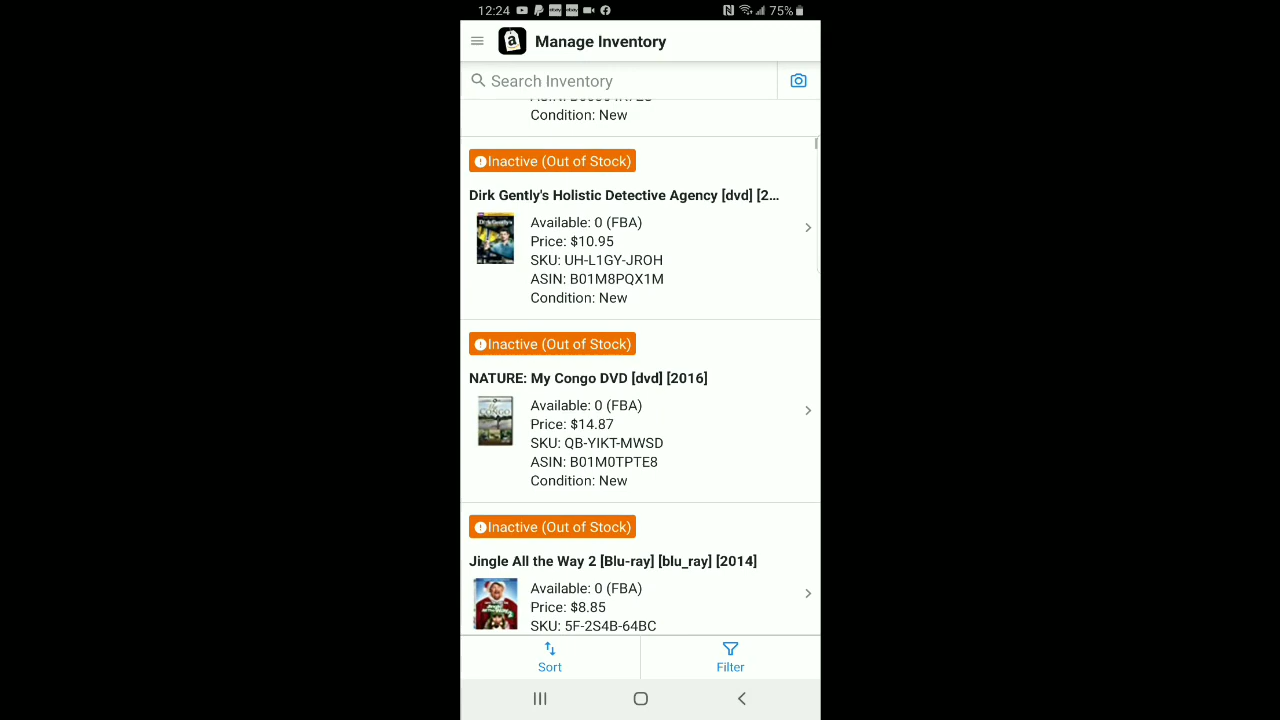 12:24
75%
Manage Inventory
Search Inventory
Condition: New
Inactive (Out of Stock)
Dirk Gently's Holistic Detective Agency [dvd] [2...
Available: 0 (FBA)
Price: $10.95
SKU: UH-L1GY-JROH
ASIN: B01M8PQX1M
Condition: New
Inactive (Out of Stock)
NATURE: My Congo DVD [dvd] [2016]
Available: 0 (FBA)
Price: $14.87
SKU: QB-YIKT-MWSD
ASIN: B01M0TPTE8
Condition: New
Inactive (Out of Stock)
Jingle All the Way 2 [Blu-ray] [blu_ray] [2014]
Available: 0 (FBA)
Price: $8.85
SKU: 5F-2S4B-64BC
Sort
Filter